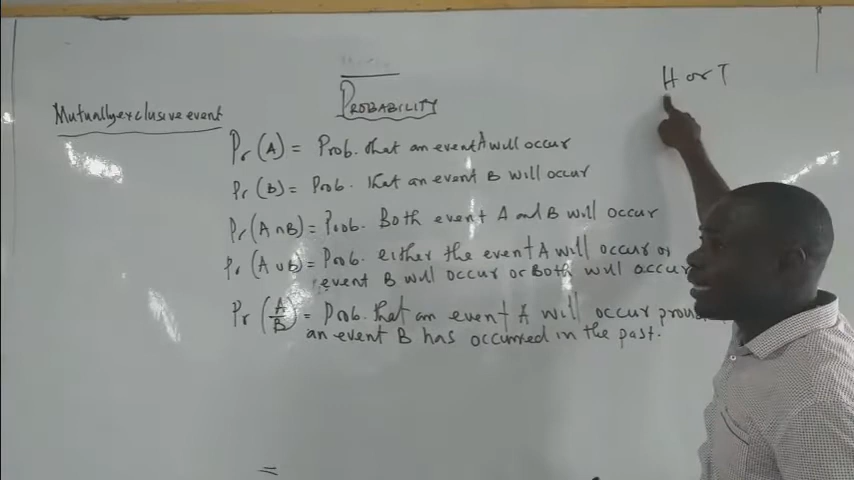 H or T
PROBABILITY
Mutually exclusive event
Pr (A) = Prob. that an event A will occur
Pr (B) = Prob. that an event B will occur
Pr (A ∩ B) = Prob. Both event A and B will occur
Pr (A ∪ B) = Prob. either the event A will occur or
event B will occur or Both will occur
Pr (A/B) = Prob. that an event A will occur
an event B has occurred in the past.
=